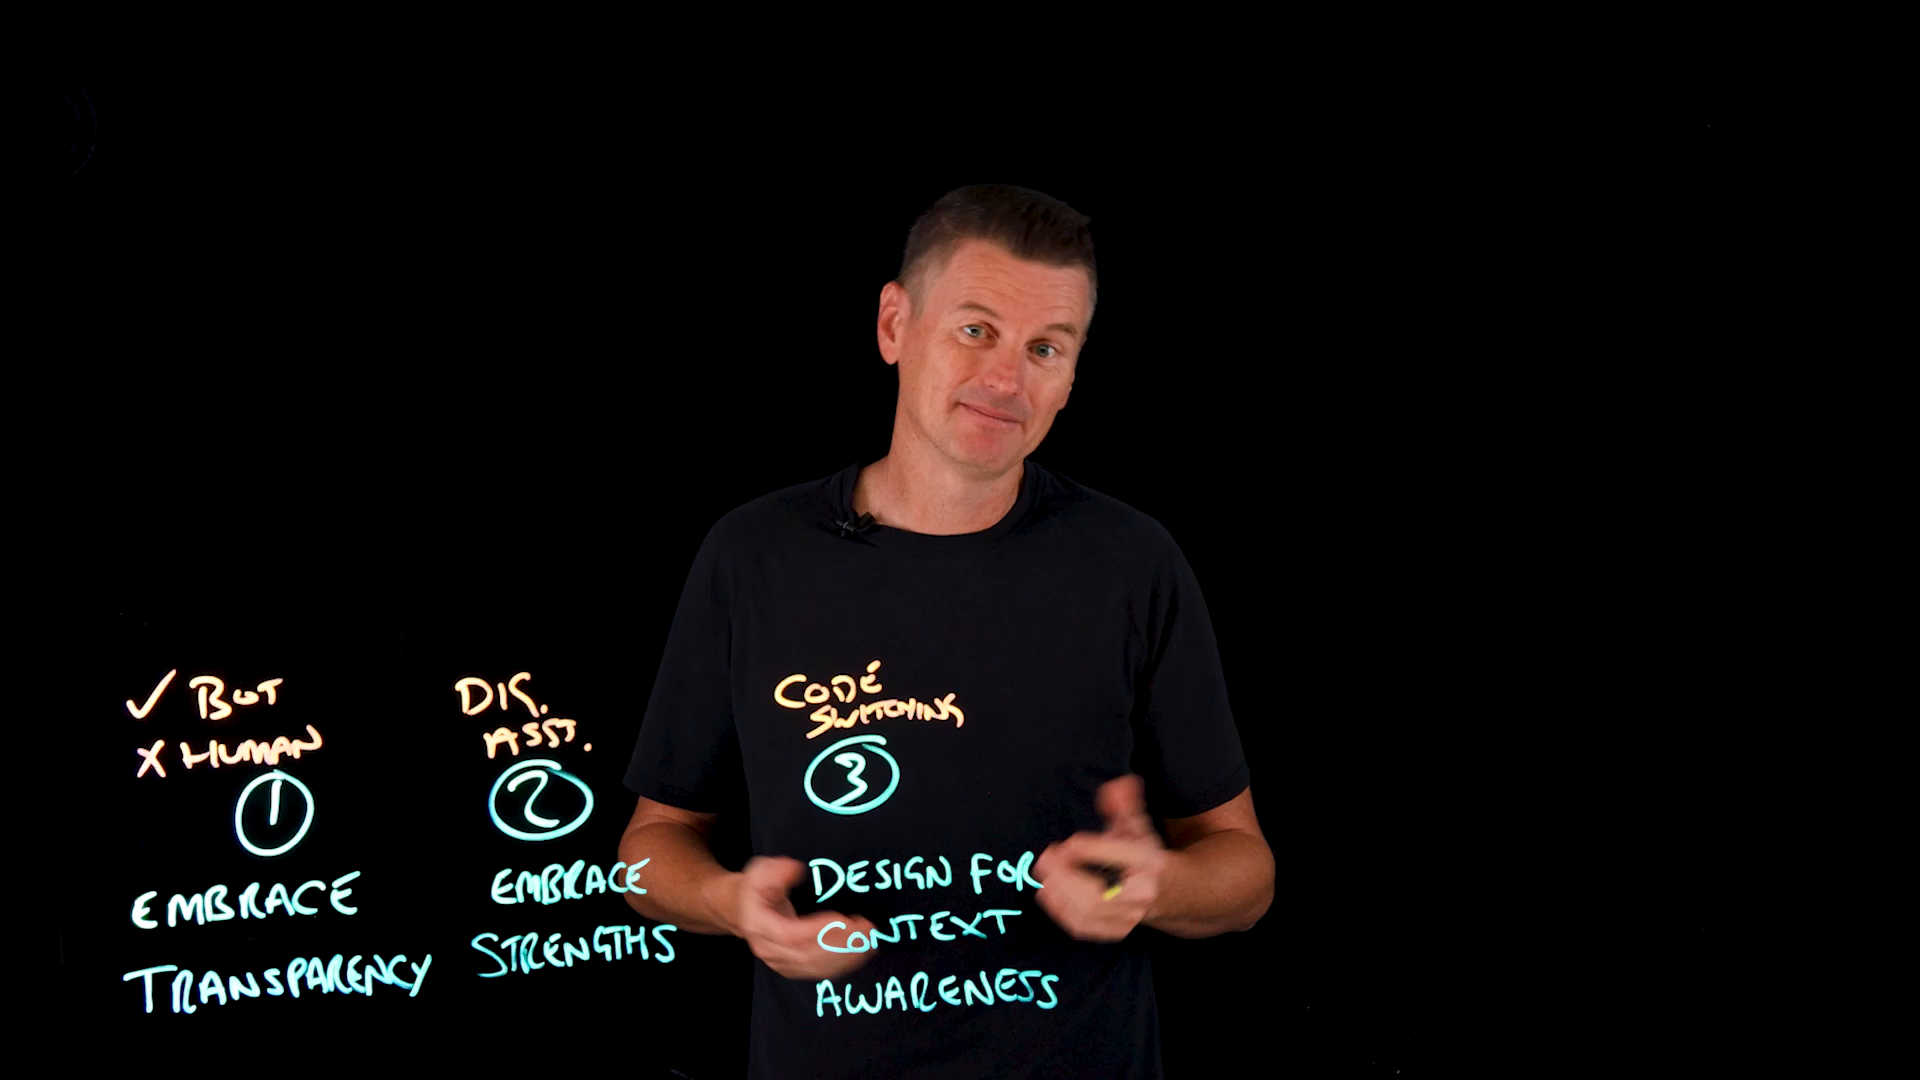 ✓ BOT
X HUMAN
1
EMBRACE
TRANSPARENCY
DIG.
ASST.
2
EMBRACE
STRENGTHS
CODE
SWITCHING
3
DESIGN FOR
CONTEXT
AWARENESS